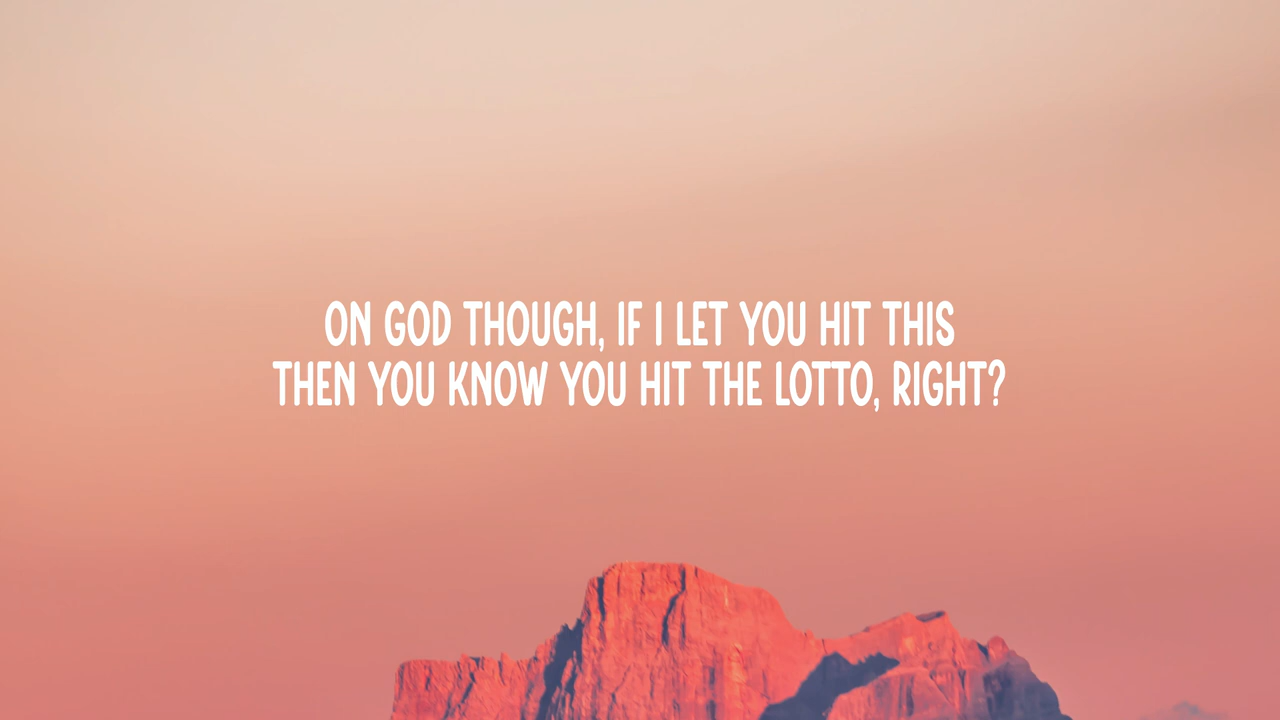 ON GOD THOUGH, IF I LET YOU HIT THIS
THEN YOU KNOW YOU HIT THE LOTTO, RIGHT?